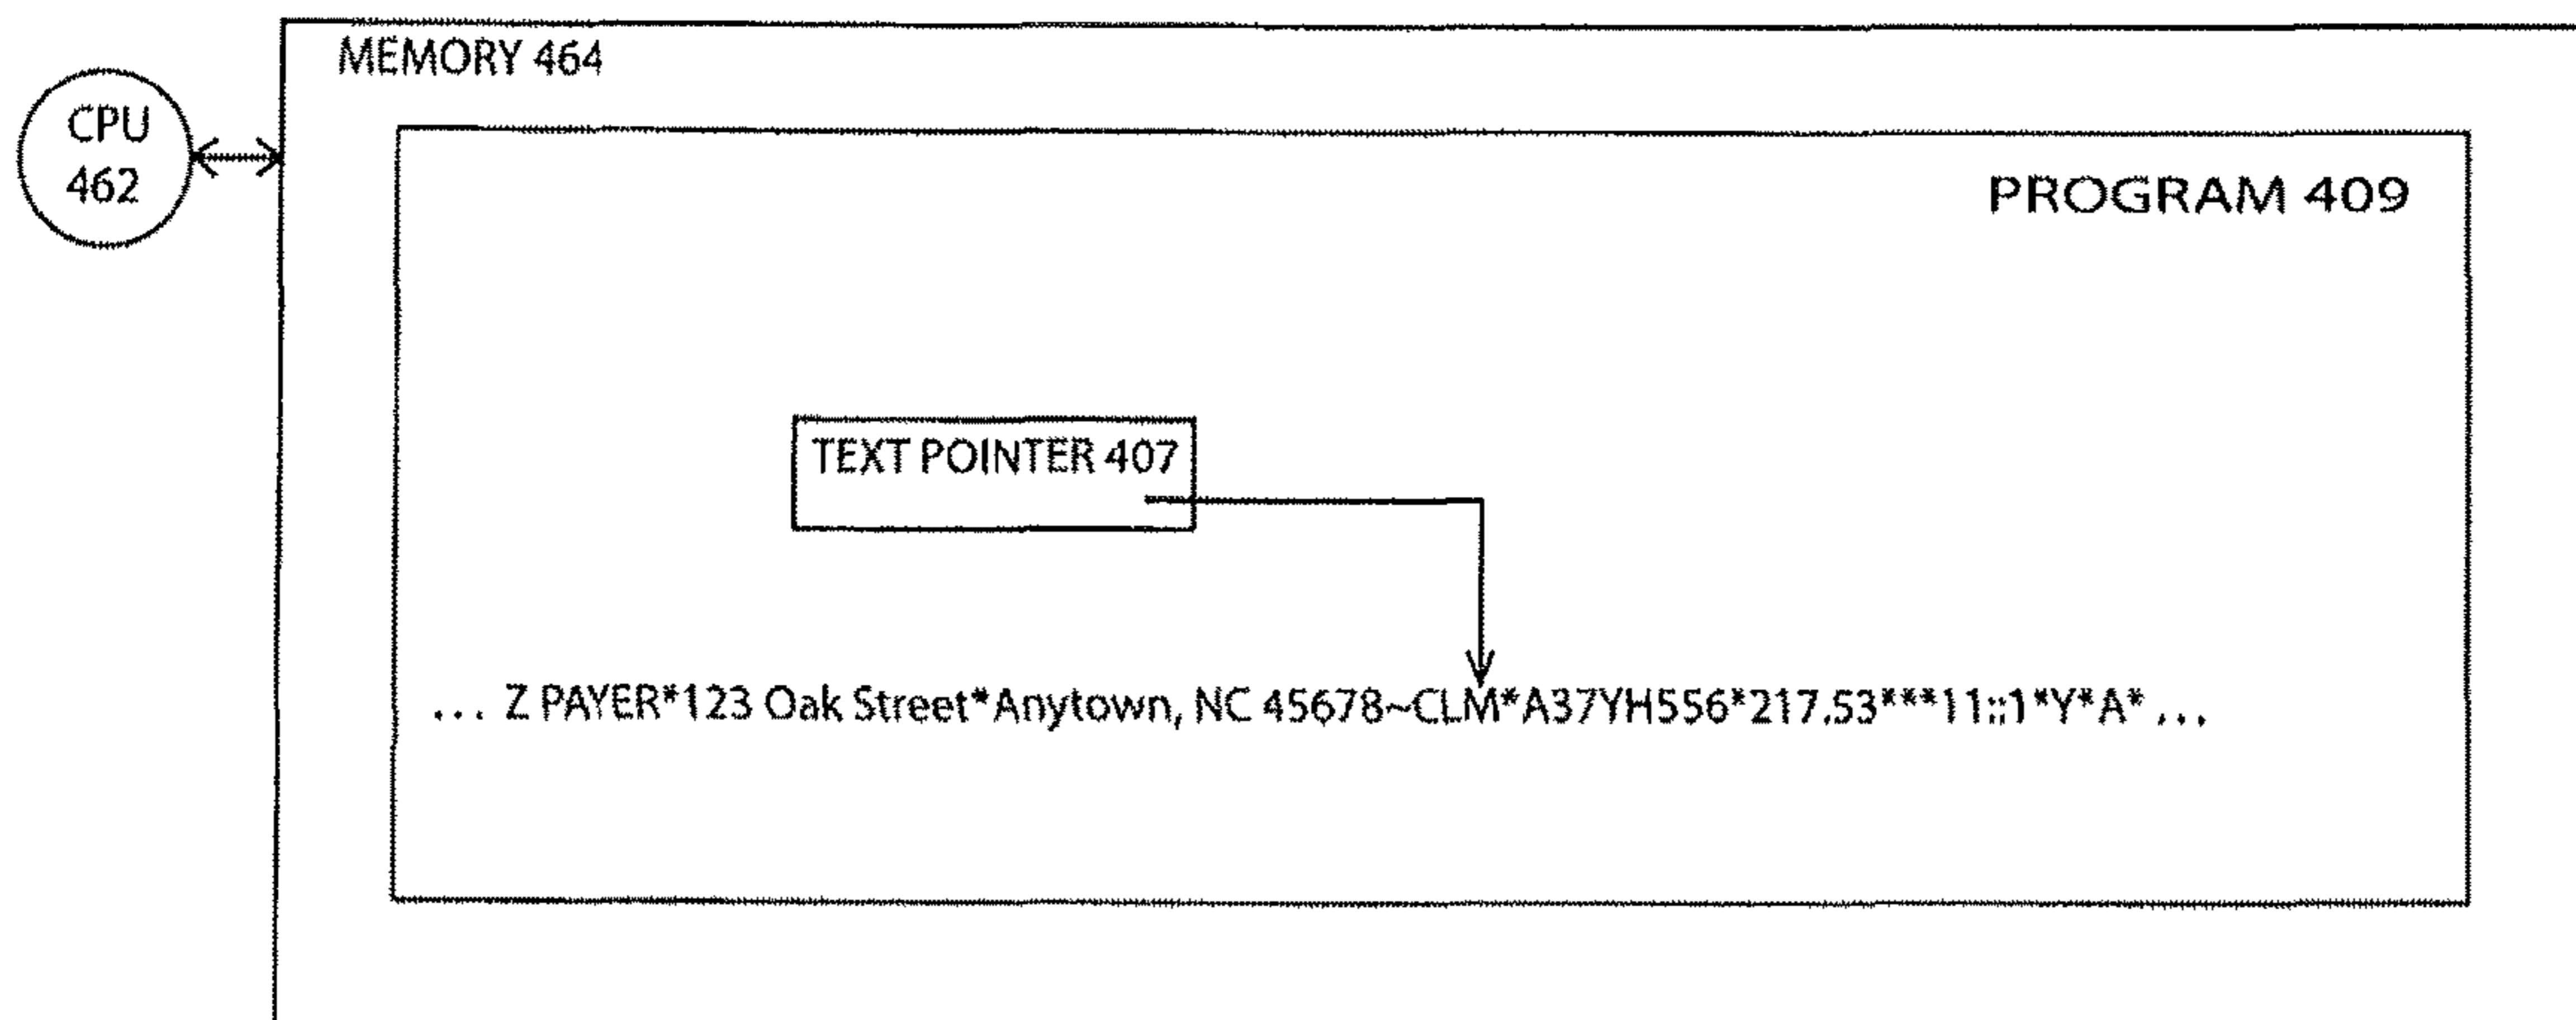 MEMORY 464
CPU
462
PROGRAM 409
TEXT POINTER 407
... Z PAYER*123 Oak Street*Anytown, NC 45678~CLM*A37YH556*217.53***11::1*Y*A* ...